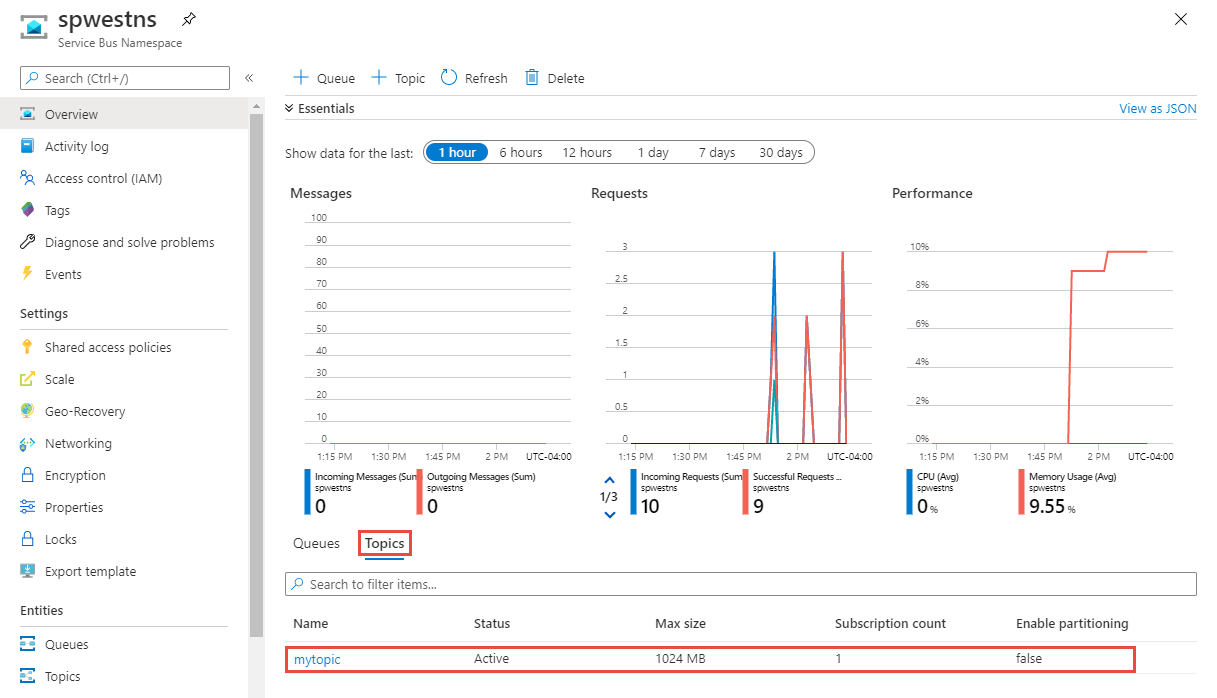 spwestns
Service Bus Namespace
Search (Ctrl+/)
«
Overview
Activity log
Access control (IAM)
Tags
Diagnose and solve problems
Events
Settings
Shared access policies
Scale
Geo-Recovery
Networking
Encryption
Properties
Locks
Export template
Entities
Queues
Topics
Queue Topic Refresh Delete
Essentials View as JSON
Show data for the last: 1 hour 6 hours 12 hours 1 day 7 days 30 days
Messages
100
90
80
70
60
50
40
30
20
10
0
1:15 PM 1:30 PM 1:45 PM 2 PM UTC-04:00
Incoming Messages (Sum
spwestns
0
Outgoing Messages (Sum)
spwestns
0
Requests
3
2.5
2
1.5
1
0.5
0
1:15 PM 1:30 PM 1:45 PM 2 PM UTC-04:00
1/3
Incoming Requests (Sum
spwestns
10
Successful Requests ...
spwestns
9
Performance
10%
8%
6%
4%
2%
0%
1:15 PM 1:30 PM 1:45 PM 2 PM UTC-04:00
CPU (Avg)
spwestns
0 %
Memory Usage (Avg)
spwestns
9.55 %
Queues Topics
Search to filter items...
Name Status Max size Subscription count Enable partitioning
mytopic Active 1024 MB 1 false